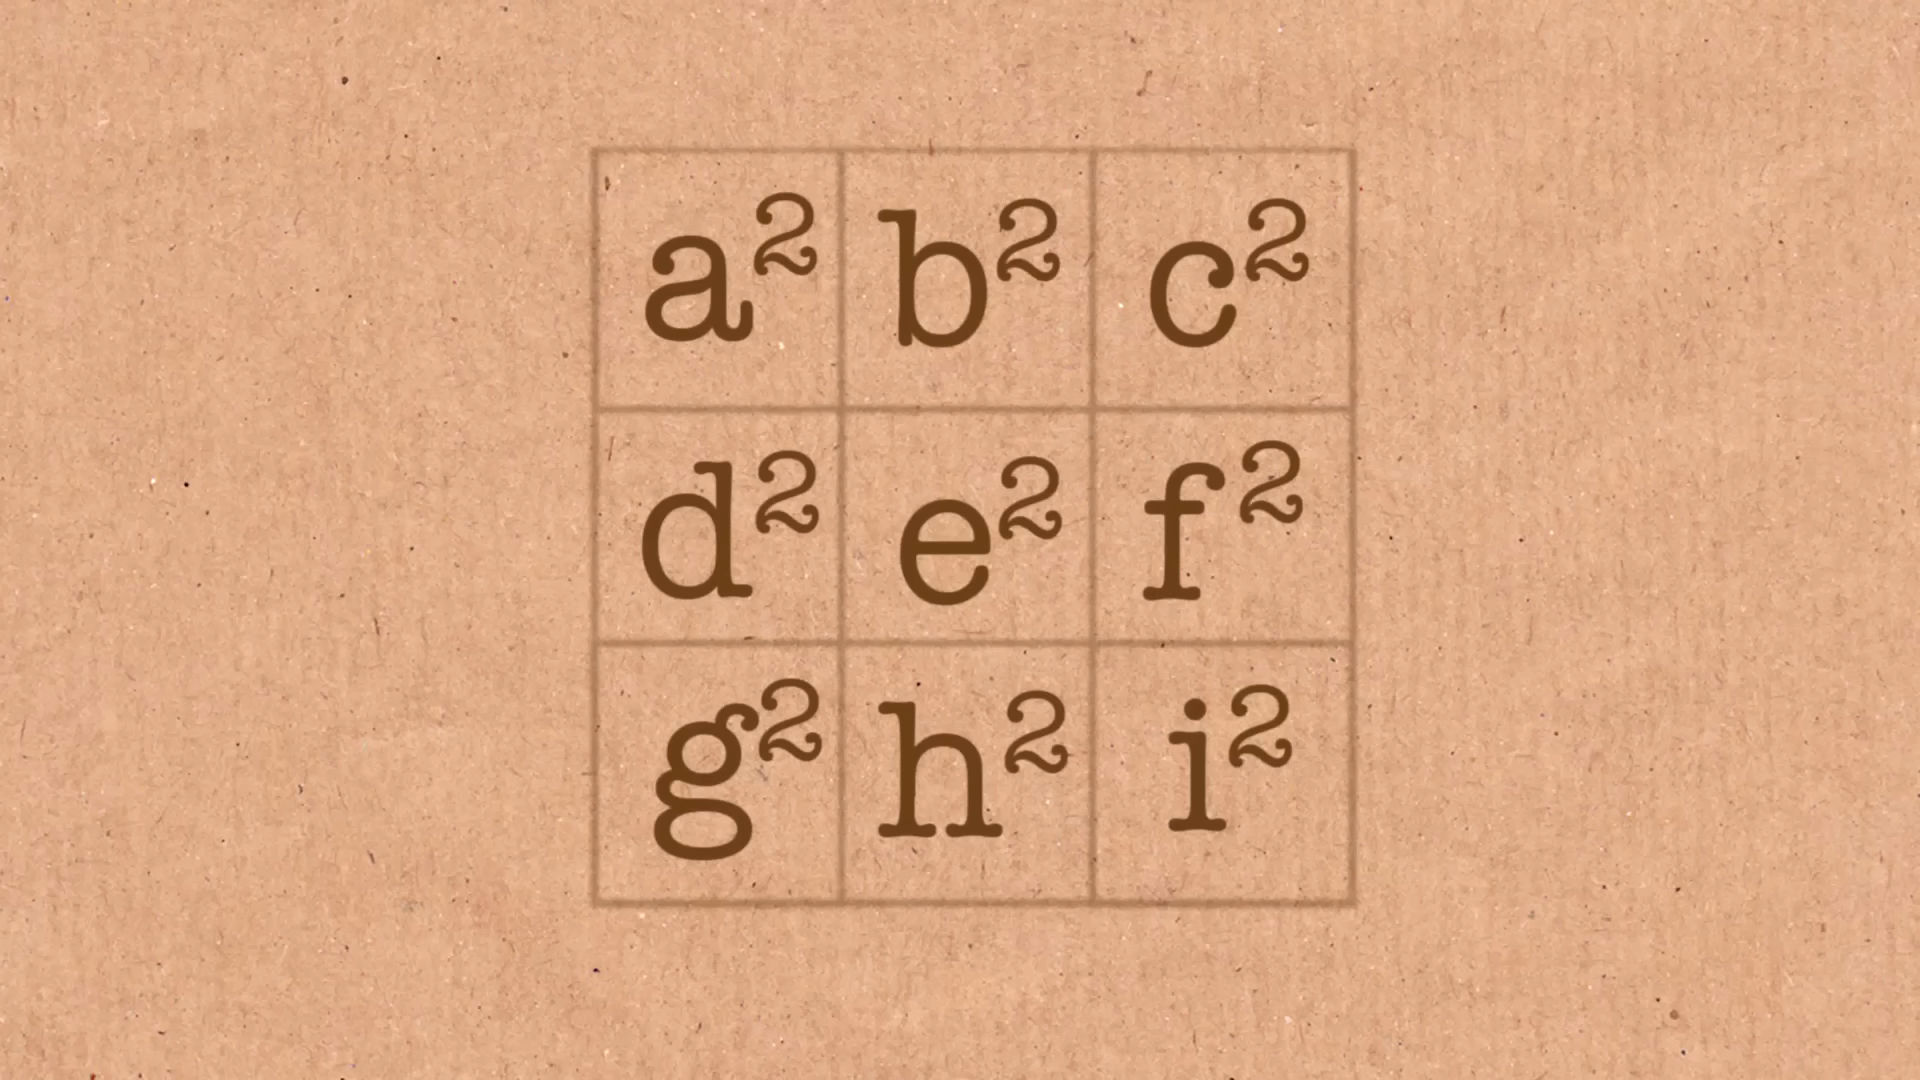 a² b² c²
d² e² f²
g² h² i²